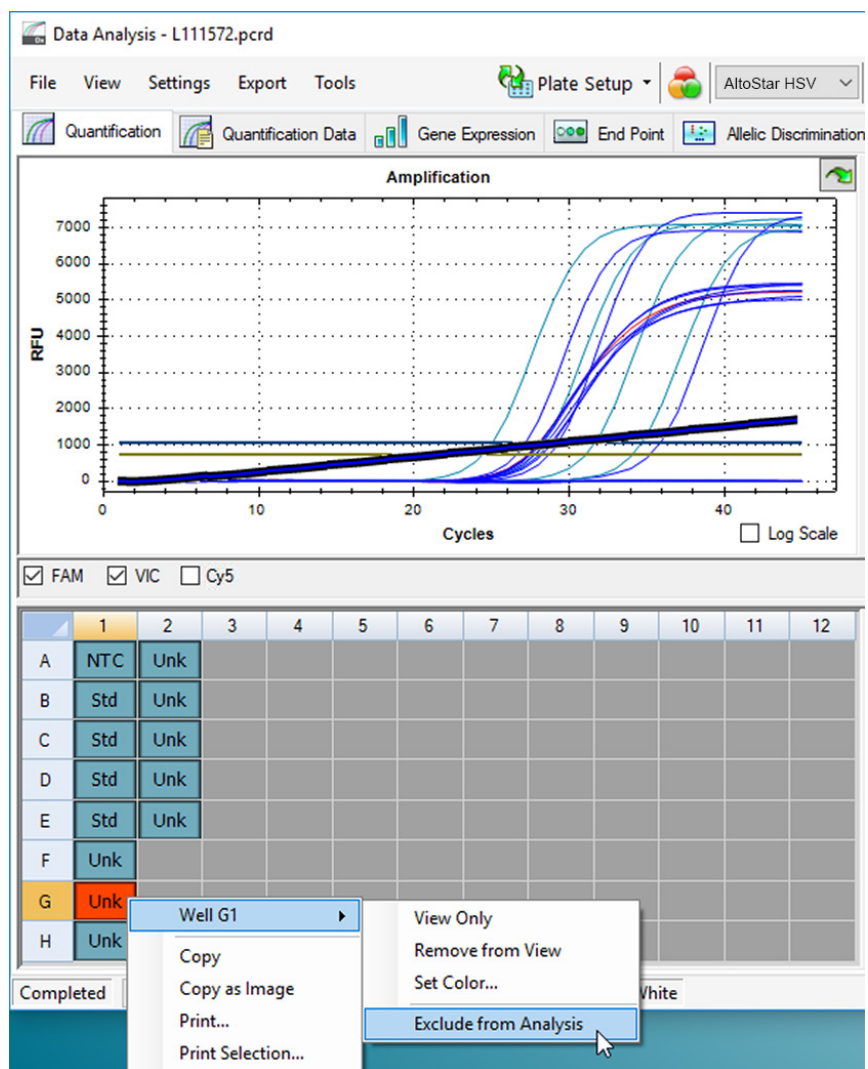 Data Analysis - L111572.pcrd
File View Settings Export Tools Plate Setup AltoStar HSV
Quantification Quantification Data Gene Expression End Point Allelic Discrimination
Amplification
7000
6000
5000
4000
3000
2000
1000
0
RFU
0 10 20 30 40
Cycles
Log Scale
FAM VIC Cy5
1 2 3 4 5 6 7 8 9 10 11 12
A NTC Unk
B Std Unk
C Std Unk
D Std Unk
E Std Unk
F Unk
G Unk
H Unk
Well G1
Copy
Copy as Image
Print...
Print Selection...
View Only
Remove from View
Set Color...
Exclude from Analysis
Completed